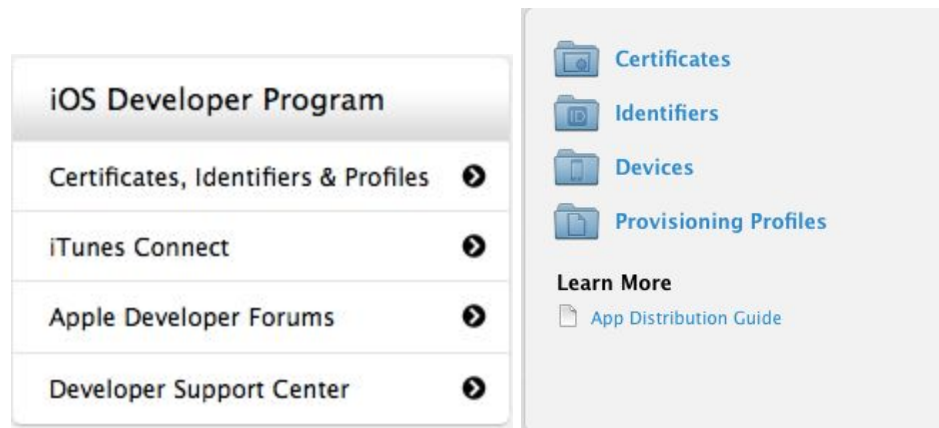 iOS Developer Program
Certificates, Identifiers & Profiles
iTunes Connect
Apple Developer Forums
Developer Support Center
Certificates
ID
Identifiers
Devices
Provisioning Profiles
Learn More
App Distribution Guide